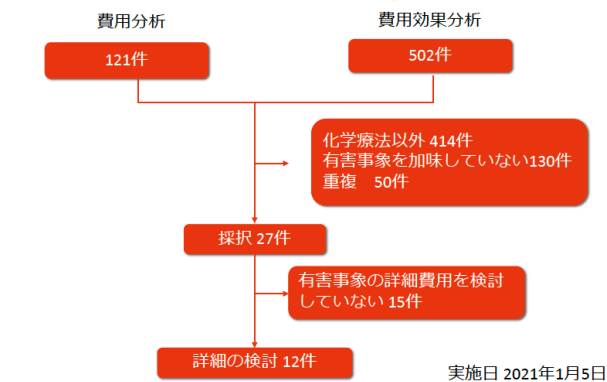 費用分析
費用効果分析
121件
502件
化学療法以外 414件
有害事象を加味していない130件
重複 50件
採択 27件
有害事象の詳細費用を検討
していない 15件
詳細の検討 12件
実施日 2021年1月5日